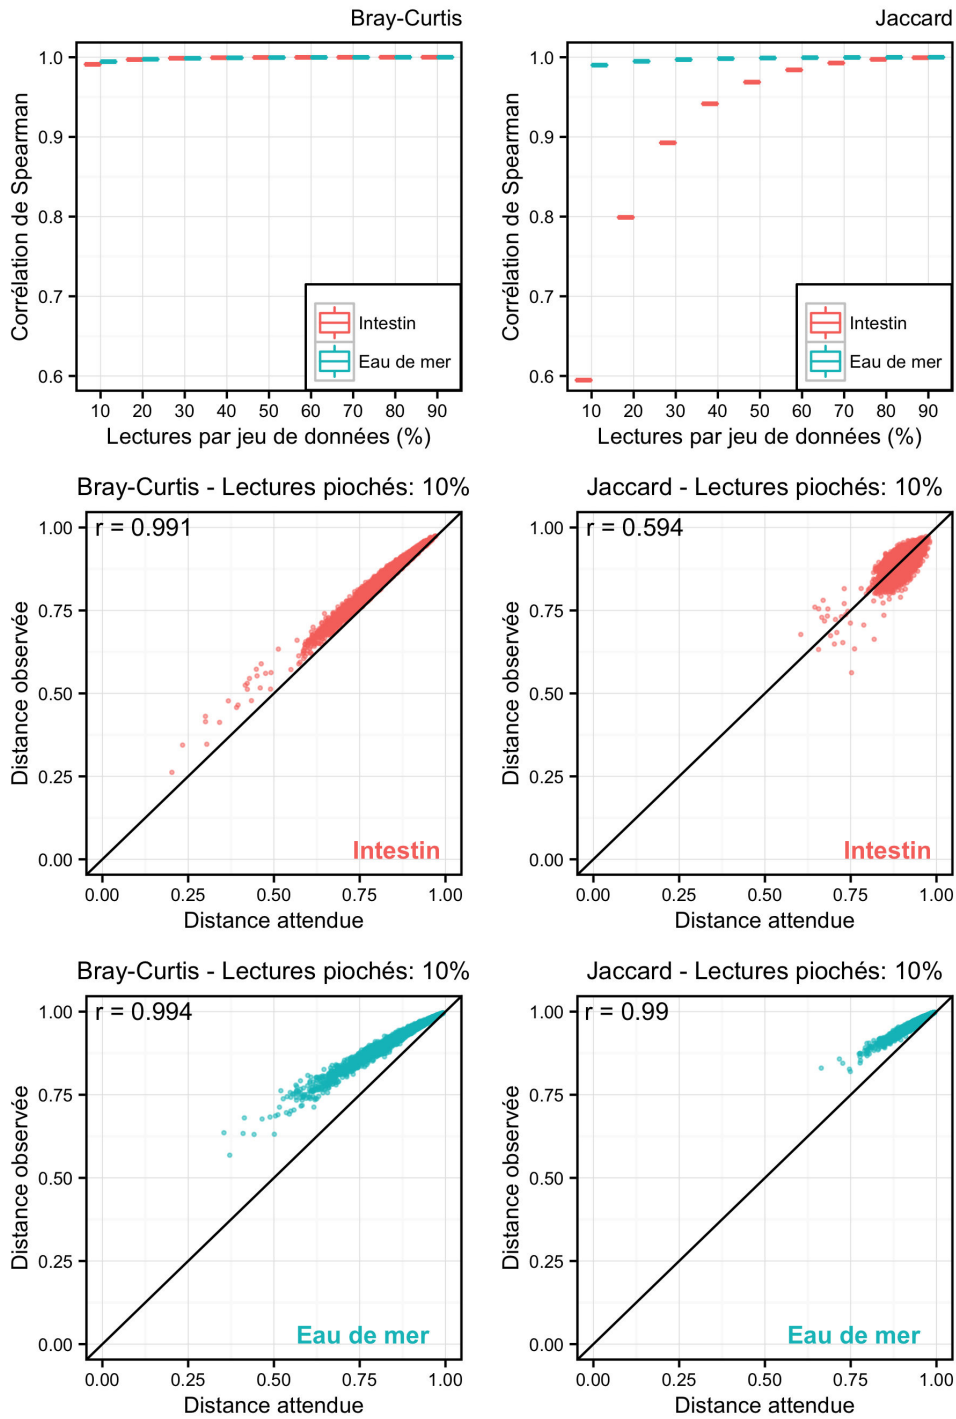 Bray-Curtis
Corrélation de Spearman
1.0
0.9
0.8
0.7
0.6
Intestin
Eau de mer
10 20 30 40 50 60 70 80 90
Lectures par jeu de données (%)
Jaccard
Corrélation de Spearman
1.0
0.9
0.8
0.7
0.6
Intestin
Eau de mer
10 20 30 40 50 60 70 80 90
Lectures par jeu de données (%)
Bray-Curtis - Lectures piochés: 10%
r = 0.991
Distance observée
1.00
0.75
0.50
0.25
0.00
Intestin
0.00 0.25 0.50 0.75 1.00
Distance attendue
Jaccard - Lectures piochés: 10%
r = 0.594
Distance observée
1.00
0.75
0.50
0.25
0.00
Intestin
0.00 0.25 0.50 0.75 1.00
Distance attendue
Bray-Curtis - Lectures piochés: 10%
r = 0.994
Distance observée
1.00
0.75
0.50
0.25
0.00
Eau de mer
0.00 0.25 0.50 0.75 1.00
Distance attendue
Jaccard - Lectures piochés: 10%
r = 0.99
Distance observée
1.00
0.75
0.50
0.25
0.00
Eau de mer
0.00 0.25 0.50 0.75 1.00
Distance attendue